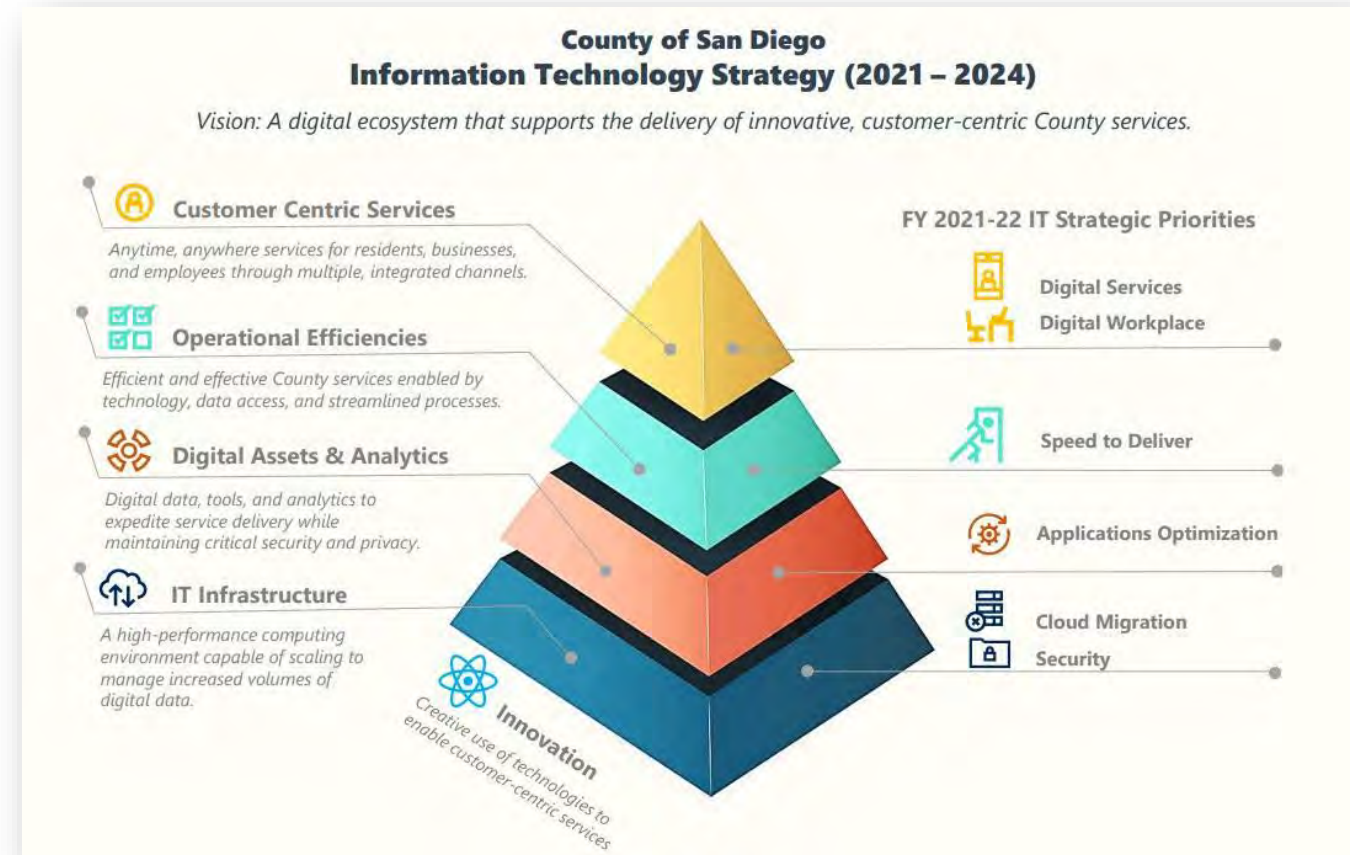 County of San Diego
Information Technology Strategy (2021 – 2024)
Vision: A digital ecosystem that supports the delivery of innovative, customer-centric County services.
Customer Centric Services
Anytime, anywhere services for residents, businesses,
and employees through multiple, integrated channels.
Operational Efficiencies
Efficient and effective County services enabled by
technology, data access, and streamlined processes.
Digital Assets & Analytics
Digital data, tools, and analytics to
expedite service delivery while
maintaining critical security and privacy.
IT Infrastructure
A high-performance computing
environment capable of scaling to
manage increased volumes of
digital data.
Innovation
Creative use of technologies to
enable customer-centric services
FY 2021-22 IT Strategic Priorities
Digital Services
Digital Workplace
Speed to Deliver
Applications Optimization
Cloud Migration
Security